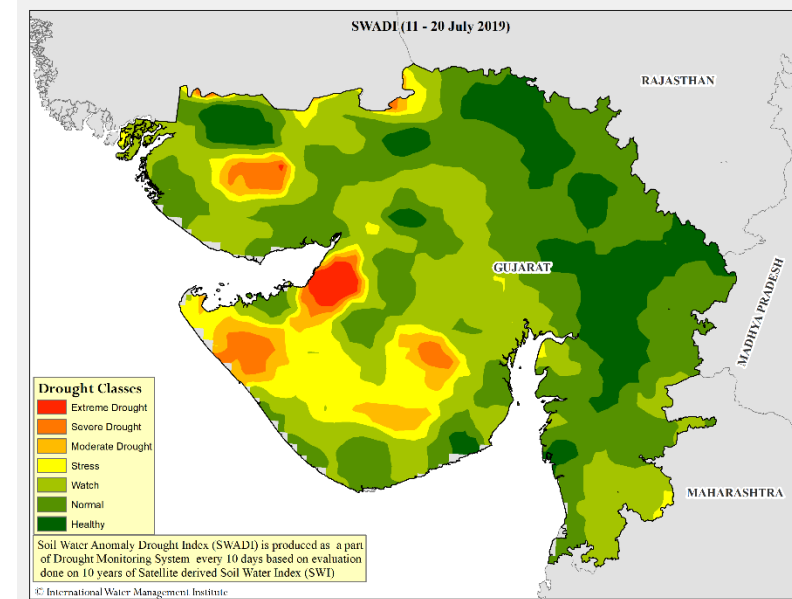 SWADI (11 - 20 July 2019)
RAJASTHAN
GUJARAT
MADHYA PRADESH
MAHARASHTRA
Drought Classes
Extreme Drought
Severe Drought
Moderate Drought
Stress
Watch
Normal
Healthy
Soil Water Anomaly Drought Index (SWADI) is produced as a part
of Drought Monitoring System every 10 days based on evaluation
done on 10 years of Satellite derived Soil Water Index (SWI)
© International Water Management Institute